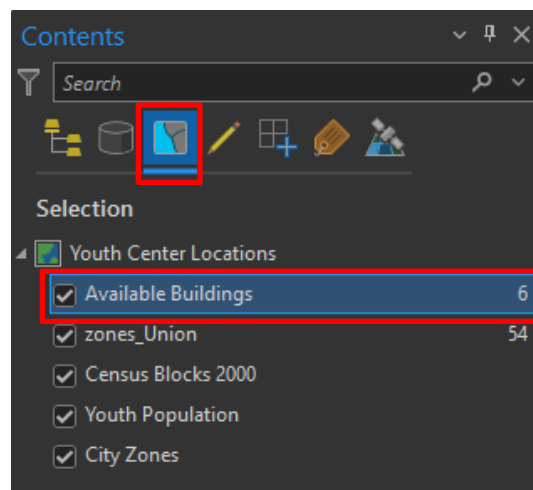 Contents
Search
Selection
Youth Center Locations
Available Buildings 6
zones_Union 54
Census Blocks 2000
Youth Population
City Zones